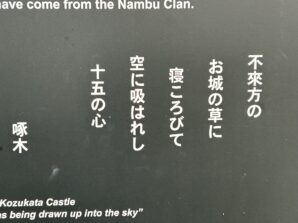 have come from the Nambu Clan.
不來方の
お城の草に
寝ころびて
空に吸はれし
十五の心
啄木
Kozukata Castle
as being drawn up into the sky"